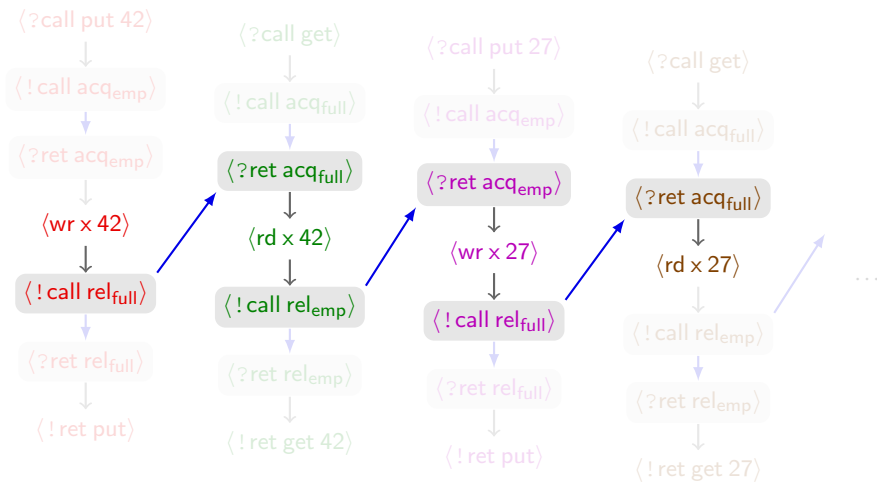 ⟨?call put 42⟩
⟨!call acq_emp⟩
⟨?ret acq_emp⟩
⟨wr x 42⟩
⟨!call rel_full⟩
⟨?ret rel_full⟩
⟨!ret put⟩
⟨?call get⟩
⟨!call acq_full⟩
⟨?ret acq_full⟩
⟨rd x 42⟩
⟨!call rel_emp⟩
⟨?ret rel_emp⟩
⟨!ret get 42⟩
⟨?call put 27⟩
⟨!call acq_emp⟩
⟨?ret acq_emp⟩
⟨wr x 27⟩
⟨!call rel_full⟩
⟨?ret rel_full⟩
⟨!ret put⟩
⟨?call get⟩
⟨!call acq_full⟩
⟨?ret acq_full⟩
⟨rd x 27⟩
⟨!call rel_emp⟩
⟨?ret rel_emp⟩
⟨!ret get 27⟩
...